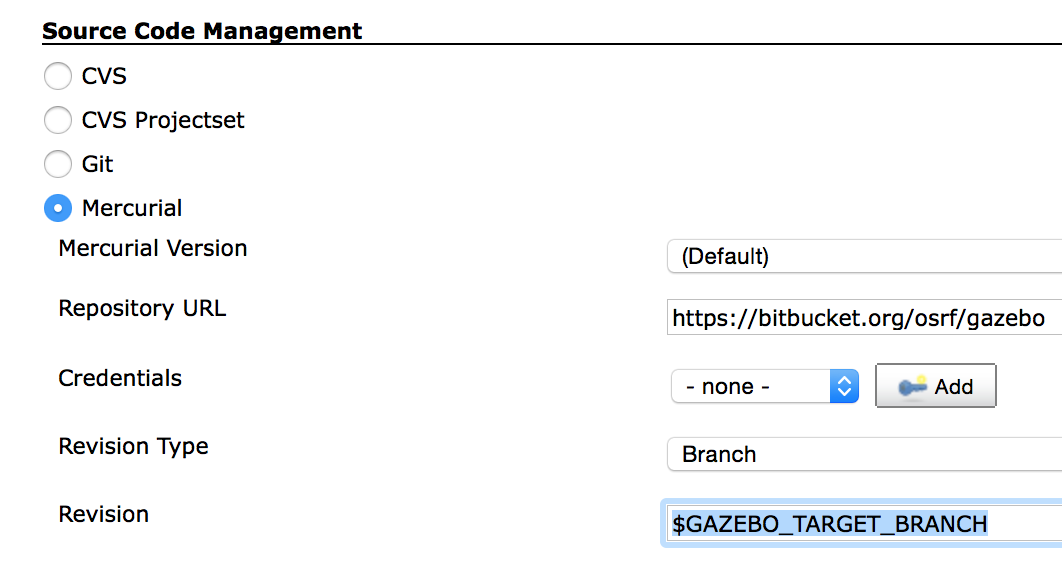 Source Code Management
CVS
CVS Projectset
Git
Mercurial
Mercurial Version
(Default)
Repository URL
https://bitbucket.org/osrf/gazebo
Credentials
- none -
Add
Revision Type
Branch
Revision
$GAZEBO_TARGET_BRANCH